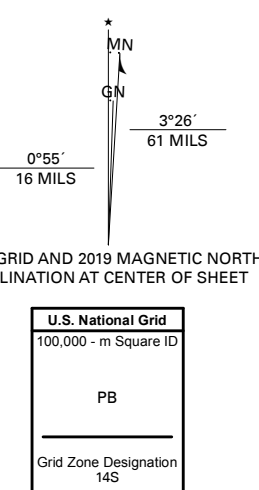 ★
MN
GN
3°26´
61 MILS
0°55´
16 MILS
GRID AND 2019 MAGNETIC NORTH
LINATION AT CENTER OF SHEET
U.S. National Grid
100,000 - m Square ID
PB
Grid Zone Designation
14S